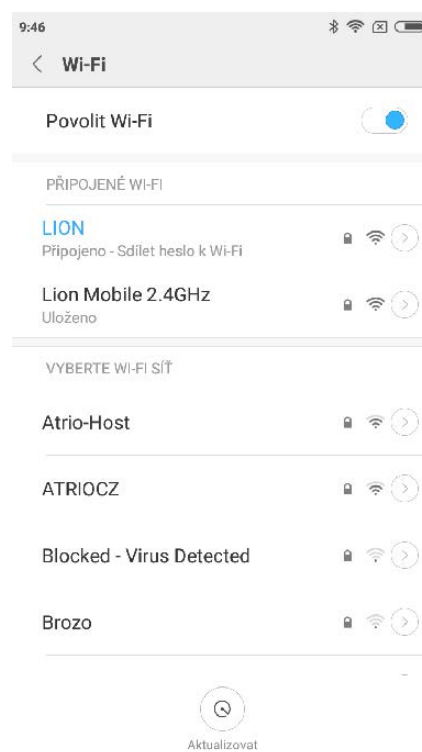 9:46
Wi-Fi
Povolit Wi-Fi
PŘIPOJENÉ WI-FI
LION
Připojeno - Sdílet heslo k Wi-Fi
Lion Mobile 2.4GHz
Uloženo
VYBERTE WI-FI SÍŤ
Atrio-Host
ATRIOCZ
Blocked - Virus Detected
Brozo
Aktualizovat